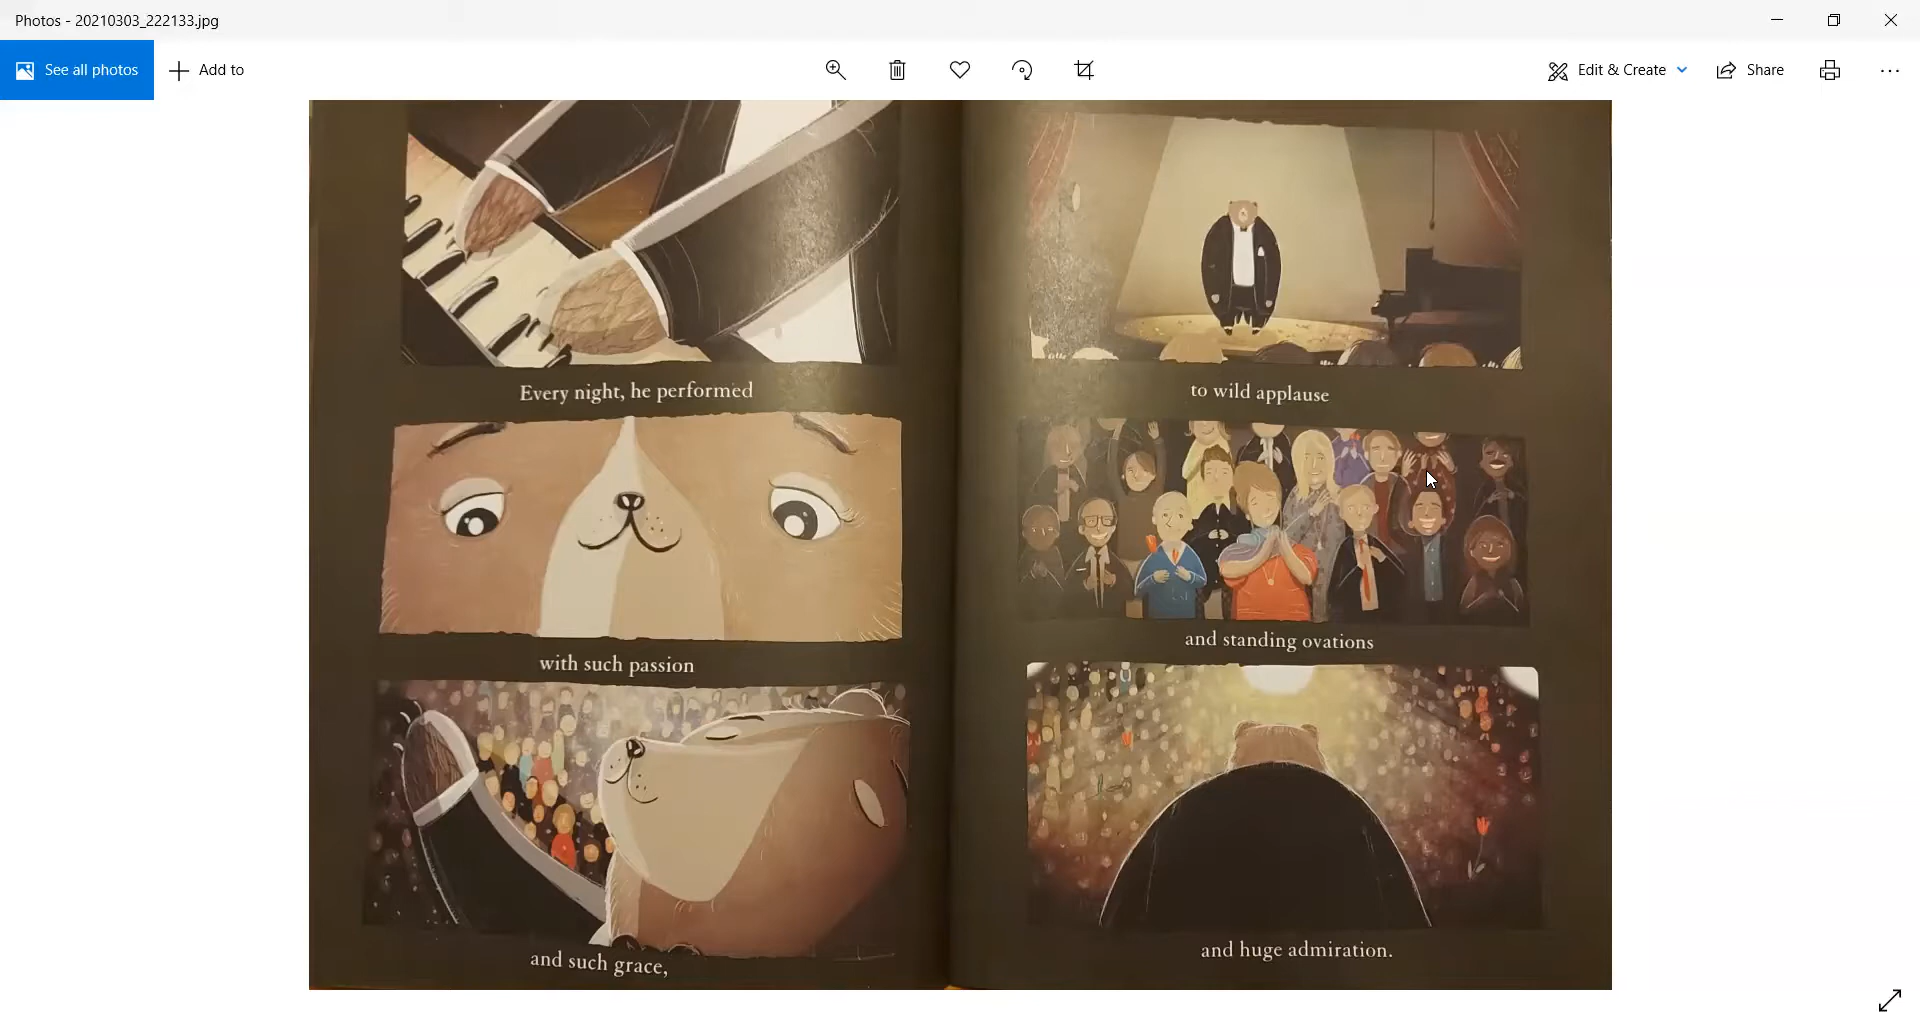 Photos - 20210303_222133.jpg
See all photos
Add to
Edit & Create
Share
Every night, he performed
with such passion
and such grace,
to wild applause
and standing ovations
and huge admiration.